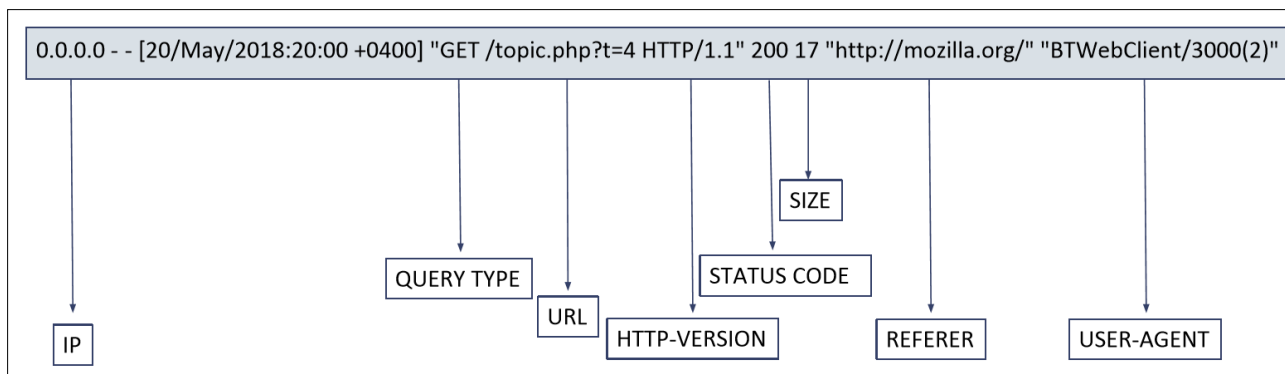 0.0.0.0 - - [20/May/2018:20:00 +0400] "GET /topic.php?t=4 HTTP/1.1" 200 17 "http://mozilla.org/" "BTWebClient/3000(2)"
SIZE
QUERY TYPE
STATUS CODE
URL
IP
HTTP-VERSION
REFERER
USER-AGENT